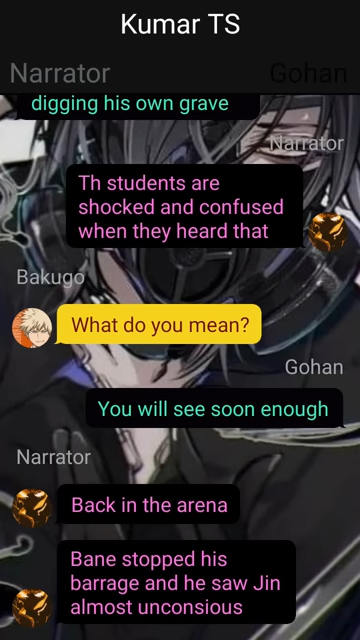 Kumar TS
Narrator
Gohan
digging his own grave
Narrator
Th students are
shocked and confused
when they heard that
Bakugo
What do you mean?
Gohan
You will see soon enough
Narrator
Back in the arena
Bane stopped his
barrage and he saw Jin
almost unconsious